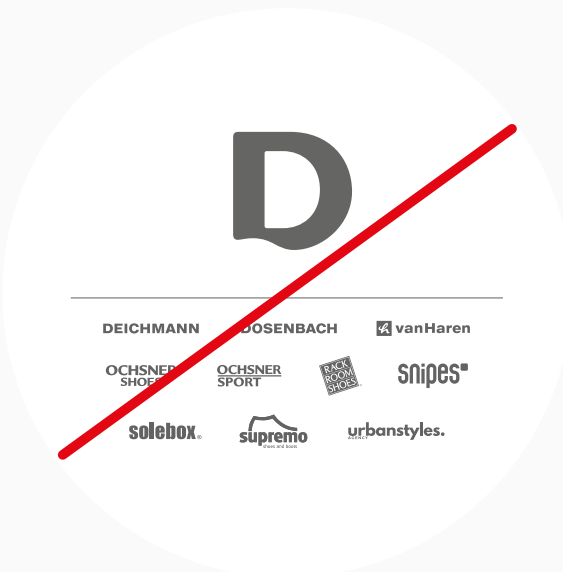 D
DEICHMANN DOSENBACH vanHaren
OCHSNER SHOES OCHSNER SPORT RACK ROOM SHOES snipes
solebox® supremo shoes and boots urbanstyles. AGENCY